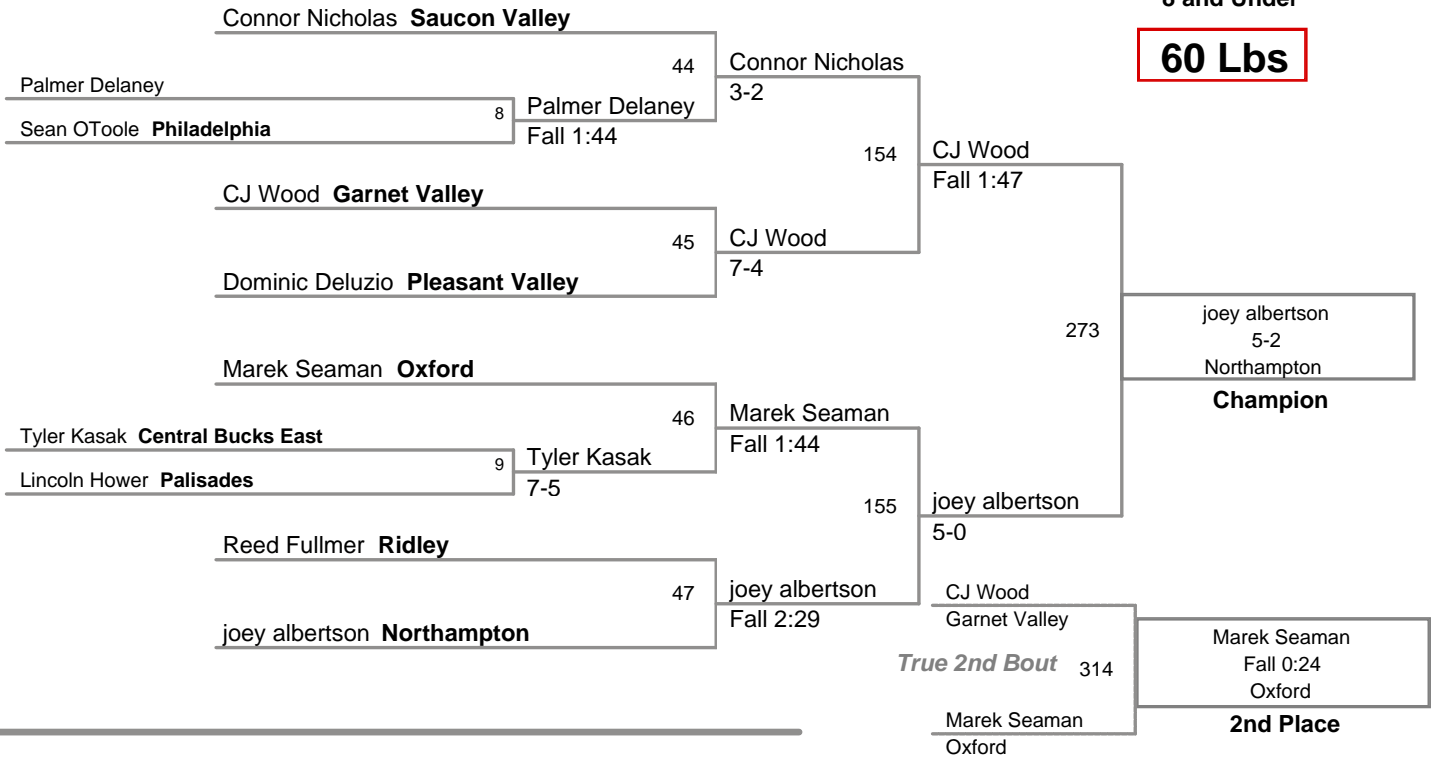 8 and Under
60 Lbs
Connor Nicholas Saucon Valley
44
Connor Nicholas
3-2
Palmer Delaney
8
Palmer Delaney
Fall 1:44
Sean OToole Philadelphia
154
CJ Wood
Fall 1:47
CJ Wood Garnet Valley
45
CJ Wood
7-4
Dominic Deluzio Pleasant Valley
273
joey albertson
5-2
Northampton
Champion
Marek Seaman Oxford
46
Marek Seaman
Fall 1:44
Tyler Kasak Central Bucks East
9
Tyler Kasak
7-5
Lincoln Hower Palisades
155
joey albertson
5-0
Reed Fullmer Ridley
47
joey albertson
Fall 2:29
joey albertson Northampton
CJ Wood
Garnet Valley
True 2nd Bout
314
Marek Seaman
Fall 0:24
Oxford
2nd Place
Marek Seaman
Oxford